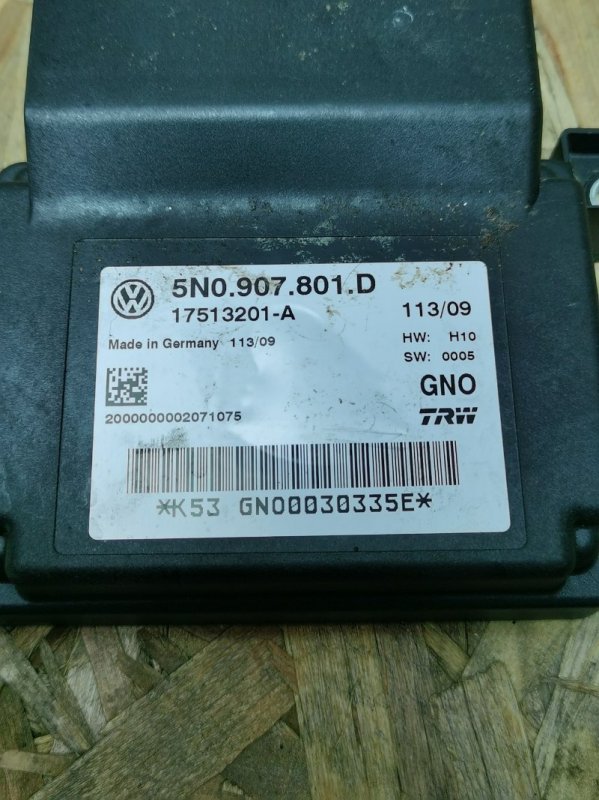 5N0.907.801.D
17513201-A 113/09
Made in Germany 113/09 HW: H10
SW: 0005
GNO
2000000002071075 TRW
*K53 GNO0030335E*